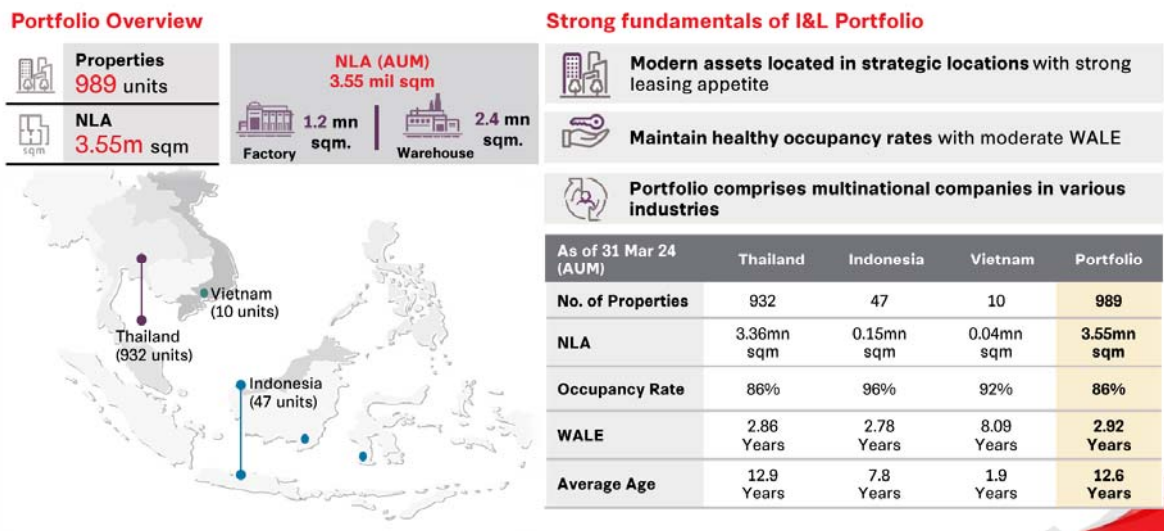 Portfolio Overview
Properties
989 units
NLA
3.55m sqm
sqm
NLA (AUM)
3.55 mil sqm
1.2 mn
sqm.
Factory
2.4 mn
sqm.
Warehouse
Vietnam
(10 units)
Thailand
(932 units)
Indonesia
(47 units)
Strong fundamentals of I&L Portfolio
Modern assets located in strategic locations with strong
leasing appetite
Maintain healthy occupancy rates with moderate WALE
Portfolio comprises multinational companies in various
industries
As of 31 Mar 24
(AUM)
Thailand Indonesia Vietnam Portfolio
No. of Properties 932 47 10 989
NLA 3.36mn 0.15mn 0.04mn 3.55mn
sqm sqm sqm sqm
Occupancy Rate 86% 96% 92% 86%
WALE 2.86 2.78 8.09 2.92
Years Years Years Years
Average Age 12.9 7.8 1.9 12.6
Years Years Years Years